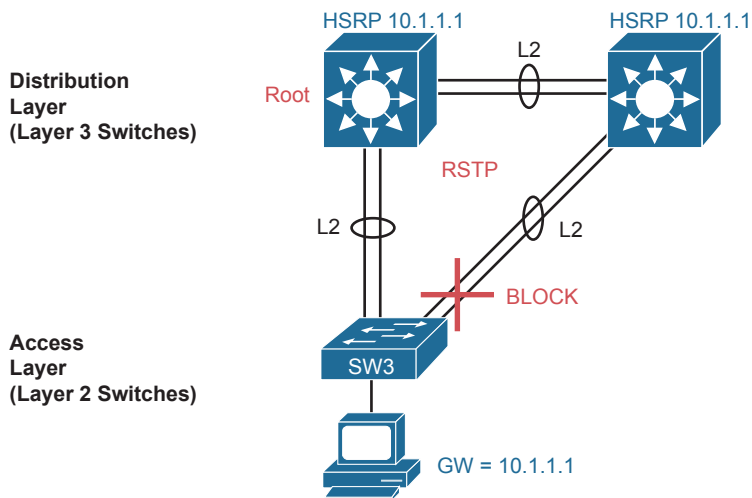 HSRP 10.1.1.1
HSRP 10.1.1.1
L2
Distribution
Layer
(Layer 3 Switches)
Root
RSTP
L2
L2
BLOCK
Access
Layer
(Layer 2 Switches)
SW3
GW = 10.1.1.1